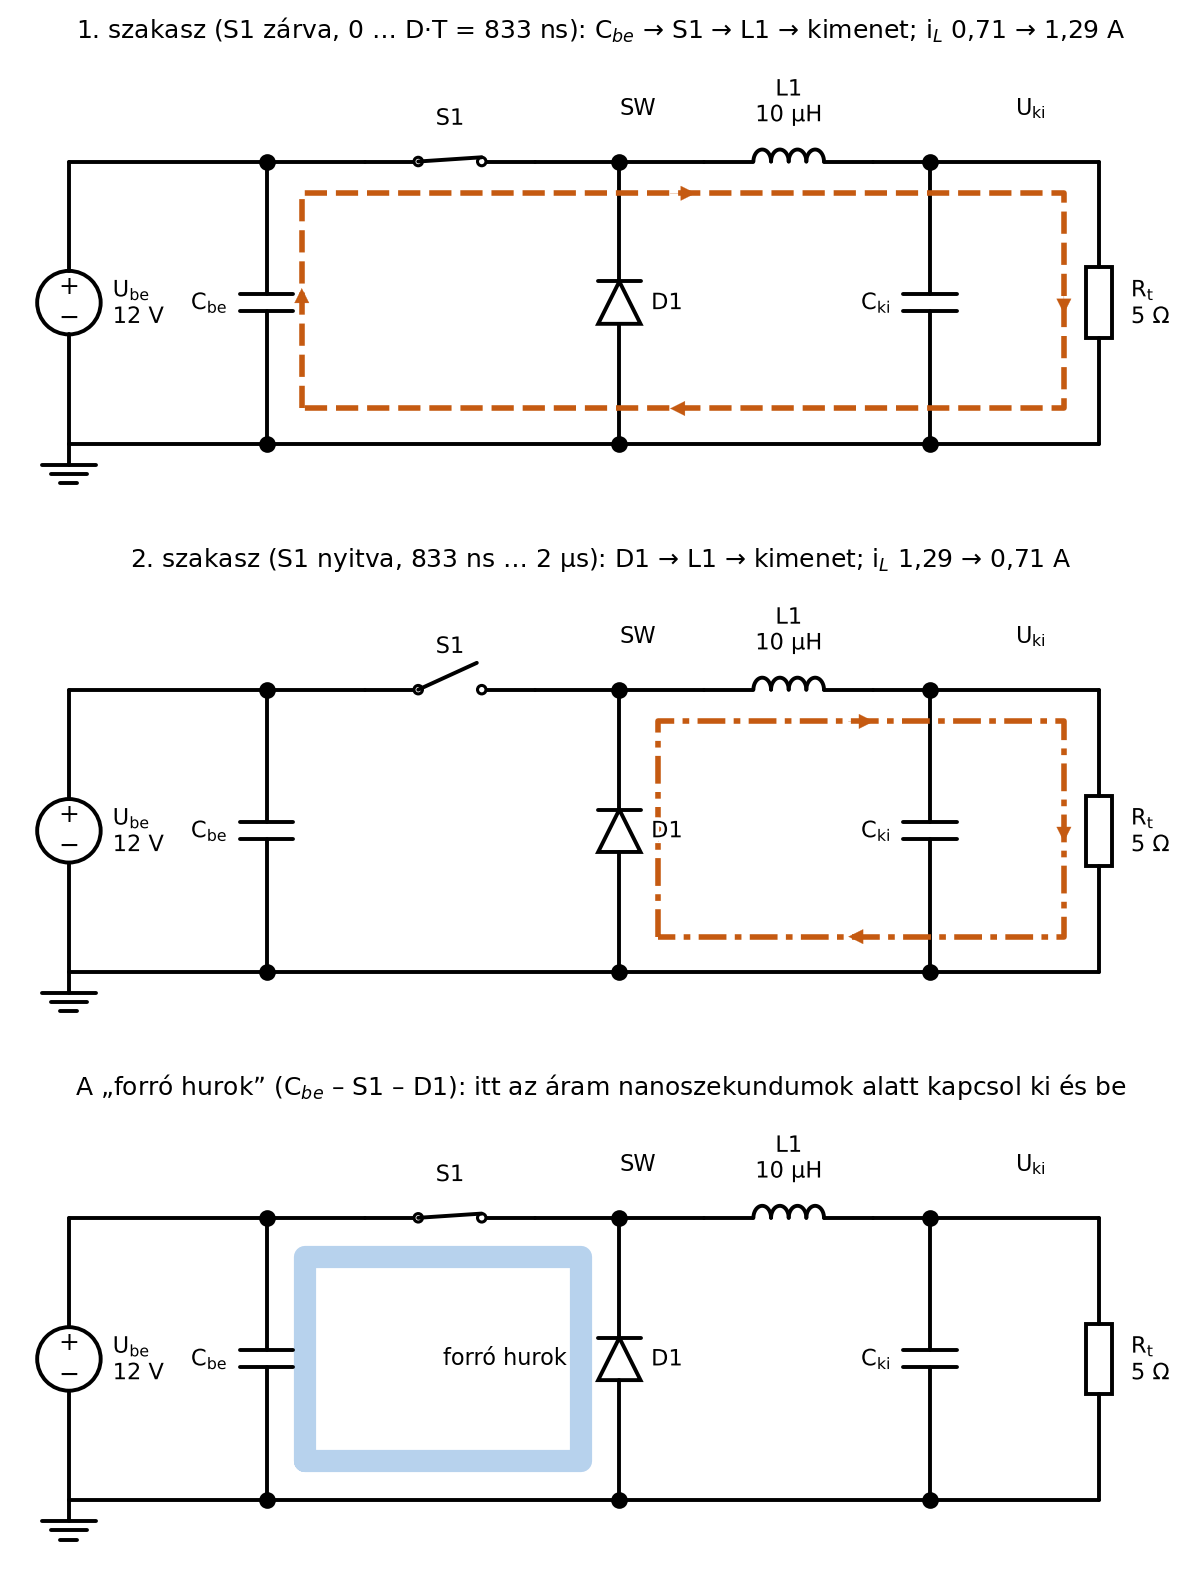 1. szakasz (S1 zárva, 0 … D·T = 833 ns): Cbe → S1 → L1 → kimenet; iL 0,71 → 1,29 A
L1
10 µH
SW
Uki
S1
+
−
Ube
12 V
Cbe
D1
Cki
Rt
5 Ω
2. szakasz (S1 nyitva, 833 ns … 2 µs): D1 → L1 → kimenet; iL 1,29 → 0,71 A
L1
10 µH
SW
Uki
S1
+
−
Ube
12 V
Cbe
D1
Cki
Rt
5 Ω
A „forró hurok” (Cbe – S1 – D1): itt az áram nanoszekundumok alatt kapcsol ki és be
L1
10 µH
SW
Uki
S1
+
−
Ube
12 V
Cbe
forró hurok
D1
Cki
Rt
5 Ω